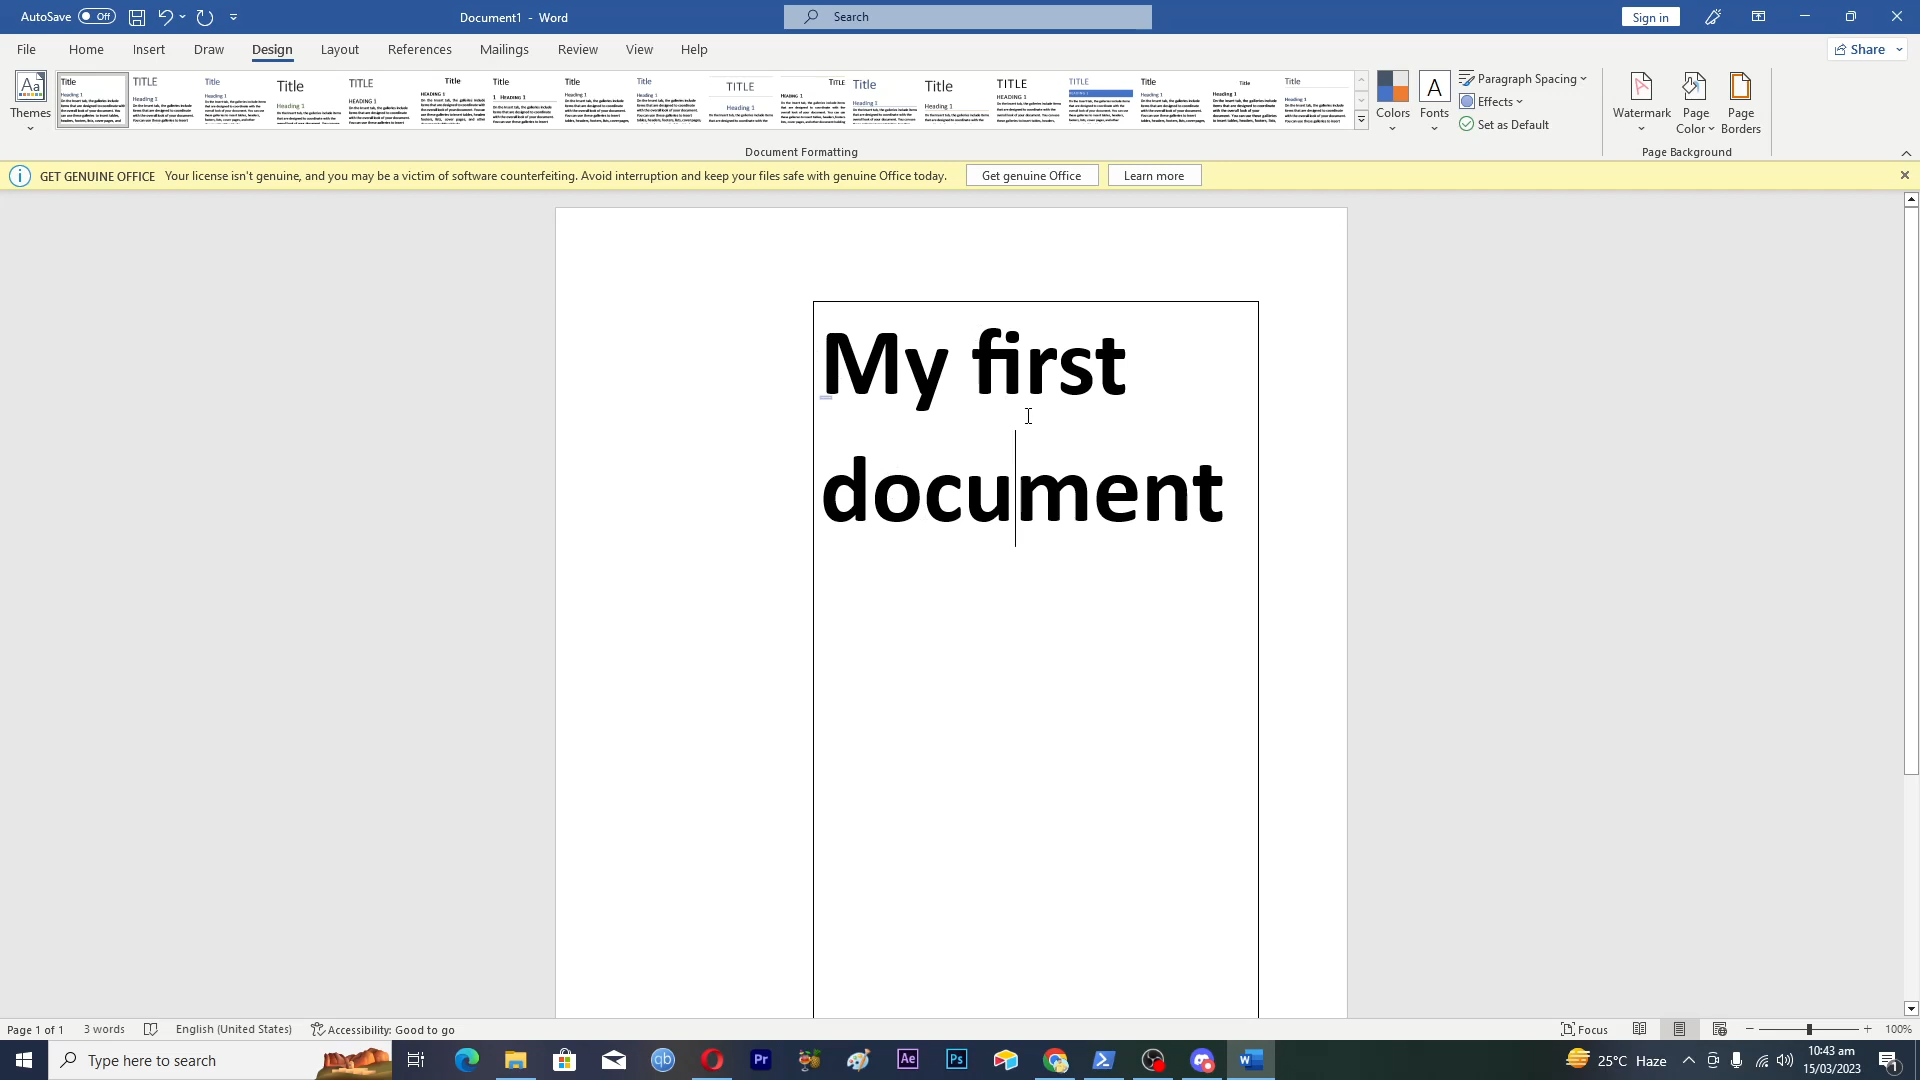 AutoSave Off Document1 - Word Search Sign in
File Home Insert Draw Design Layout References Mailings Review View Help Share
Themes Colors Fonts Paragraph Spacing Effects Set as Default Watermark Page Color Page Borders
Document Formatting Page Background
GET GENUINE OFFICE Your license isn't genuine, and you may be a victim of software counterfeiting. Avoid interruption and keep your files safe with genuine Office today. Get genuine Office Learn more
My first
document
Page 1 of 1 3 words English (United States) Accessibility: Good to go Focus 100%
Type here to search qb Pr Ae Ps 25°C Haze 10:43 am
15/03/2023